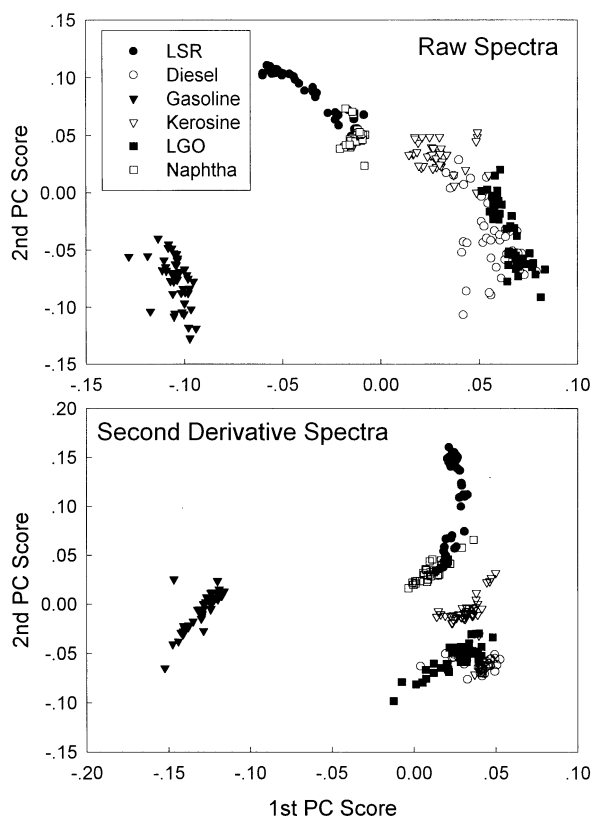 .15
.10
.05
0.00
-.05
-.10
.15
2nd PC Score
LSR
Diesel
Gasoline
Kerosine
LGO
Naphtha
Raw Spectra
-.15
-.10
-.05
0.00
.05
.10
.20
.15
.10
.05
0.00
-.05
-.10
-.15
2nd PC Score
Second Derivative Spectra
-.20
-.15
-.10
-.05
0.00
.05
.10
1st PC Score